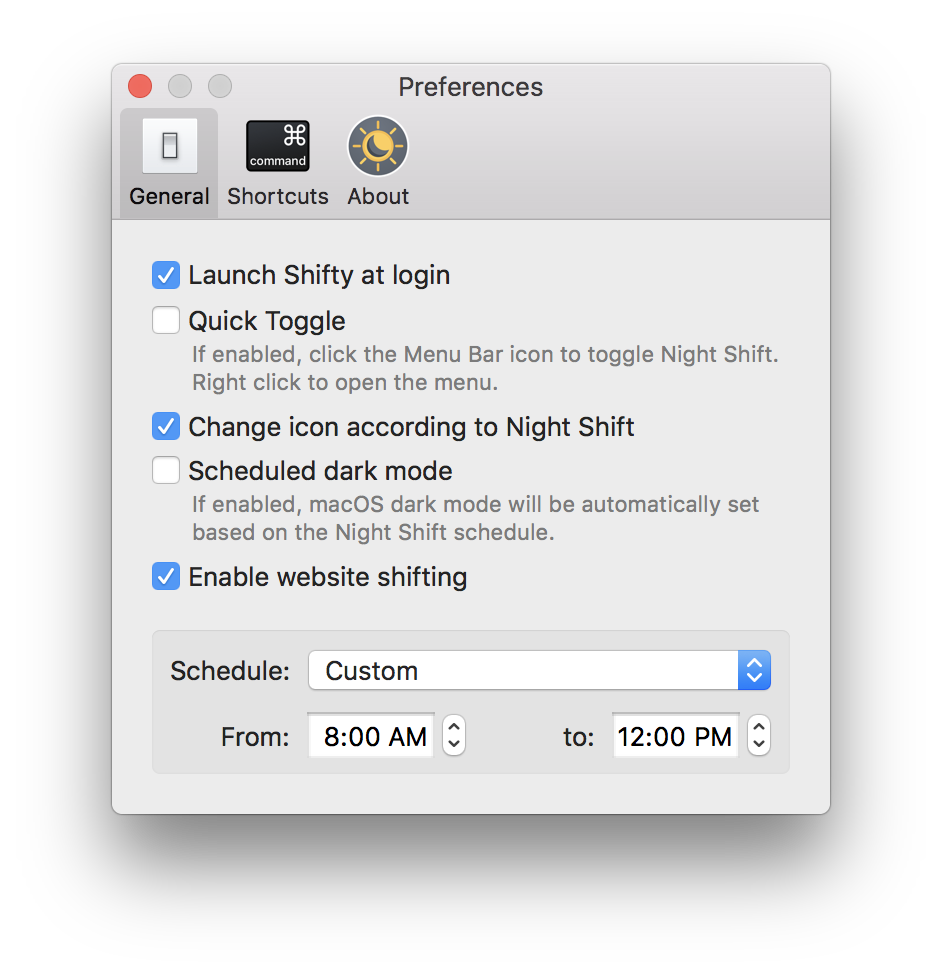 Preferences
⌘
command
General Shortcuts About
Launch Shifty at login
Quick Toggle
If enabled, click the Menu Bar icon to toggle Night Shift.
Right click to open the menu.
Change icon according to Night Shift
Scheduled dark mode
If enabled, macOS dark mode will be automatically set
based on the Night Shift schedule.
Enable website shifting
Schedule: Custom
From: 8:00 AM to: 12:00 PM